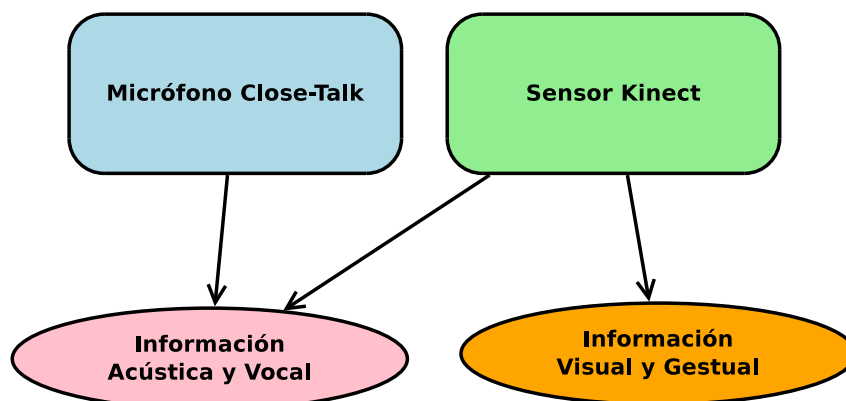 Micrófono Close-Talk
Sensor Kinect
Información
Acústica y Vocal
Información
Visual y Gestual